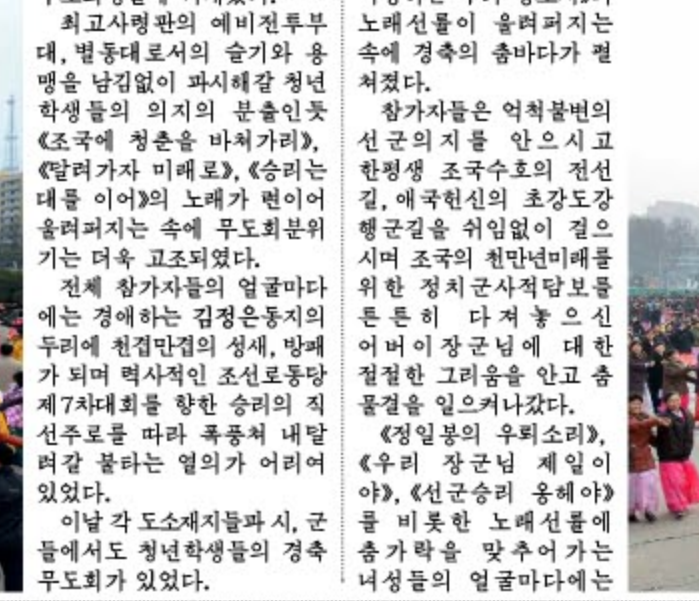 최고사령관의 예비전투부
대, 별동대로서의 슬기와 용
맹을 남김없이 과시해갈 청년
학생들의 의지의 분출인듯
《조국에 청춘을 바쳐가리》,
《달려가자 미래로》, 《승리는
대를 이어》의 노래가 련이어
울려퍼지는 속에 무도회분위
기는 더욱 고조되였다.
전체 참가자들의 얼굴마다
에는 경애하는 김정은동지의
두리에 천겹만겹의 성새, 방패
가 되며 력사적인 조선로동당
제7차대회를 향한 승리의 직
선주로를 따라 폭풍쳐 내달
려갈 불타는 열의가 어리여
있었다.
이날 각 도소재지들과 시, 군
들에서도 청년학생들의 경축
무도회가 있었다.
노래선률이 울려퍼지는
속에 경축의 춤바다가 펼
쳐졌다.
참가자들은 억척불변의
선군의지를 안으시고
한평생 조국수호의 전선
길, 애국헌신의 초강도강
행군길을 쉬임없이 걸으
시며 조국의 천만년미래를
위한 정치군사적담보를
튼튼히 다져놓으신
어버이장군님에 대한
절절한 그리움을 안고 춤
물결을 일으켜나갔다.
《정일봉의 우뢰소리》,
《우리 장군님 제일이
야》, 《선군승리 옹헤야》
를 비롯한 노래선률에
춤가락을 맞추어가는
녀성들의 얼굴마다에는